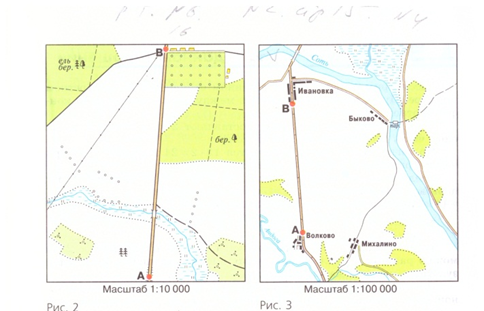 ель
бер.
В
бер.
А
Масштаб 1:10 000
Рис. 2
Соть
Ивановка
В
Быково
А
Волково
Михалино
Масштаб 1:100 000
Рис. 3